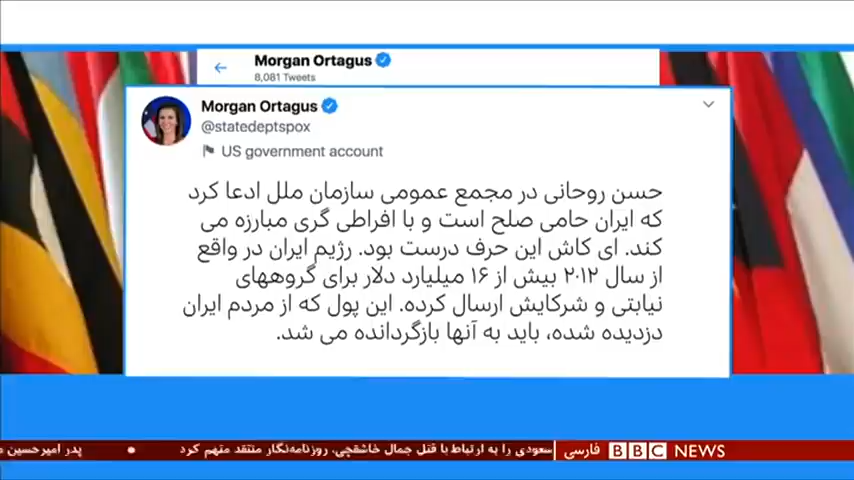 Morgan Ortagus
8,081 Tweets
Morgan Ortagus
@statedeptspox
US government account
حسن روحانی در مجمع عمومی سازمان ملل ادعا کرد
که ایران حامی صلح است و با افراطی گری مبارزه می
کند. ای کاش این حرف درست بود. رژیم ایران در واقع
از سال ۲۰۱۲ بیش از ۱۶ میلیارد دلار برای گروههای
نیابتی و شرکایش ارسال کرده. این پول که از مردم ایران
دزدیده شده، باید به آنها بازگردانده می شد.
BBC NEWS فارسی
سعودی را به ارتباط با قتل جمال خاشقچی، روزنامه‌نگار منتقد متهم کرد • پدر امیرحسین